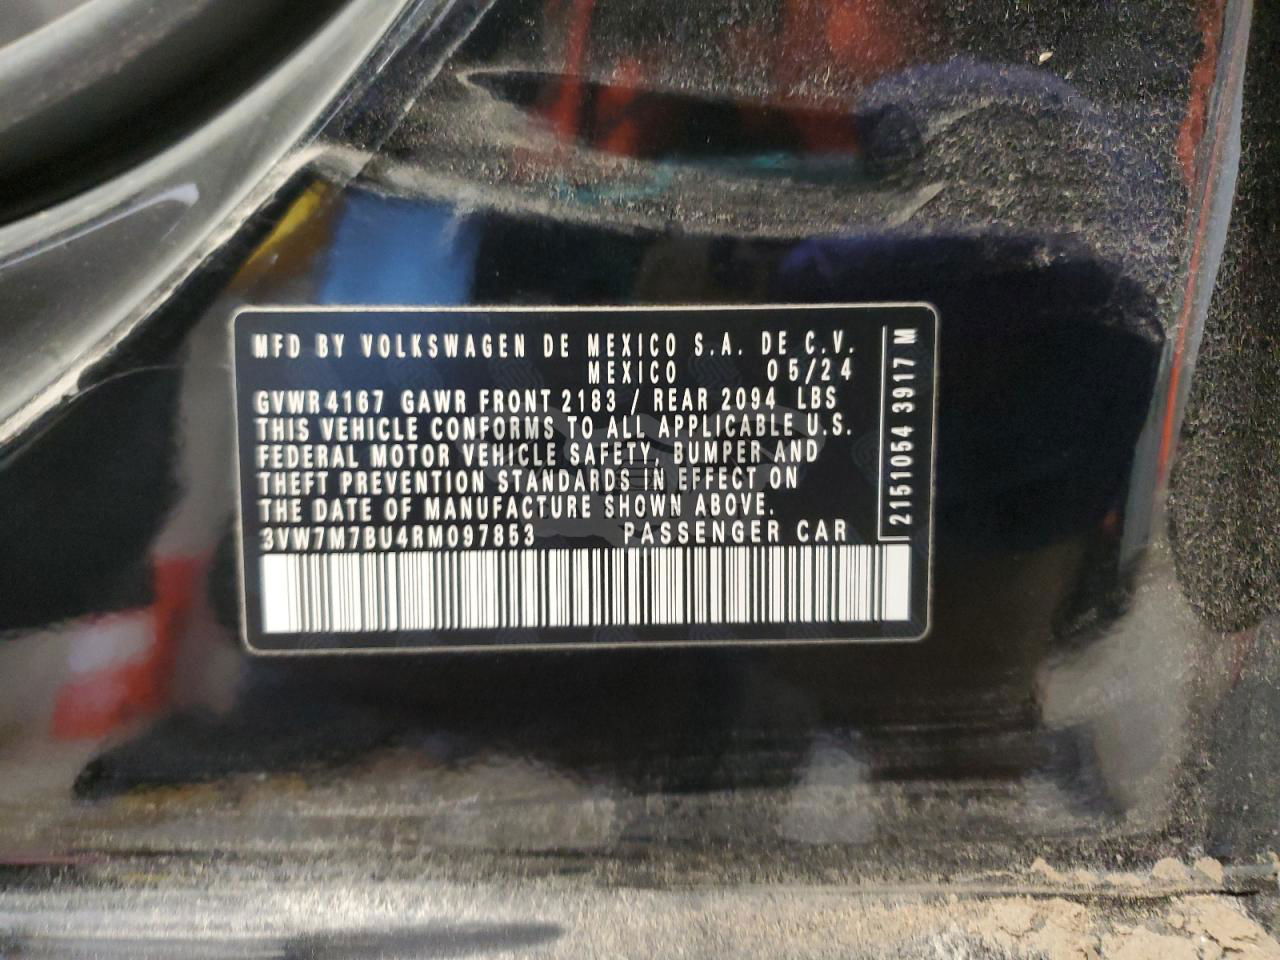 MFD BY VOLKSWAGEN DE MEXICO S.A. DE C.V.
MEXICO 05/24
GVWR 4167 GAWR FRONT 2183 / REAR 2094 LBS
THIS VEHICLE CONFORMS TO ALL APPLICABLE U.S.
FEDERAL MOTOR VEHICLE SAFETY, BUMPER AND
THEFT PREVENTION STANDARDS IN EFFECT ON
THE DATE OF MANUFACTURE SHOWN ABOVE.
3VW7M7BU4RM097853 PASSENGER CAR
2151054 3917 M